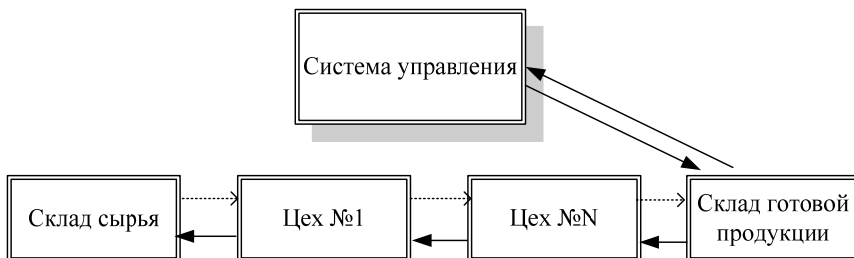 Система управления
Склад сырья
Цех №1
Цех №N
Склад готовой
продукции